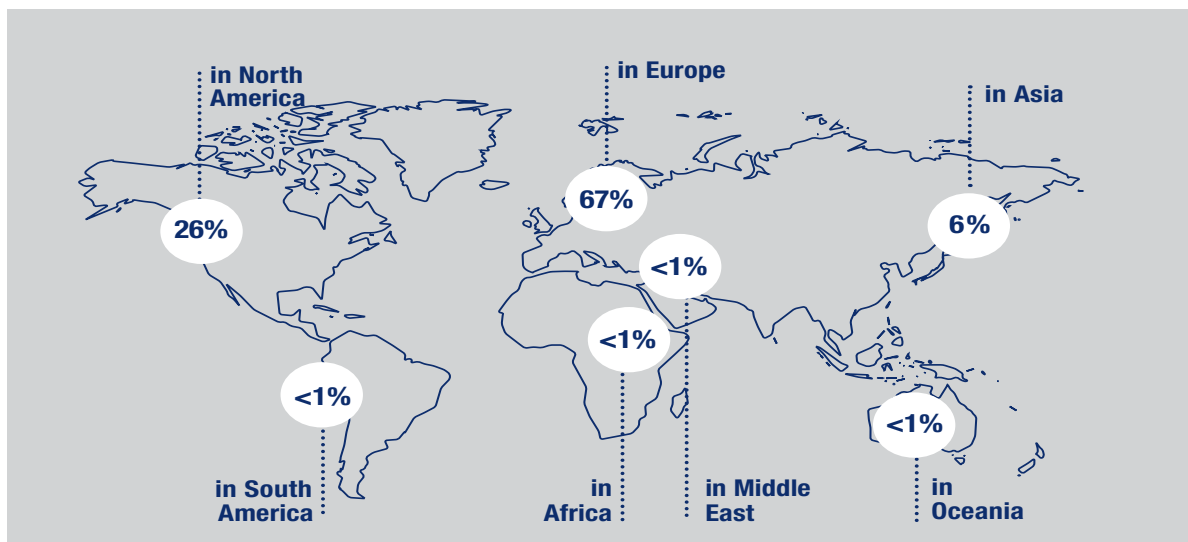 in North
America
26%
in Europe
67%
in Asia
6%
<1%
in Middle
East
<1%
in
Africa
<1%
in South
America
<1%
in
Oceania